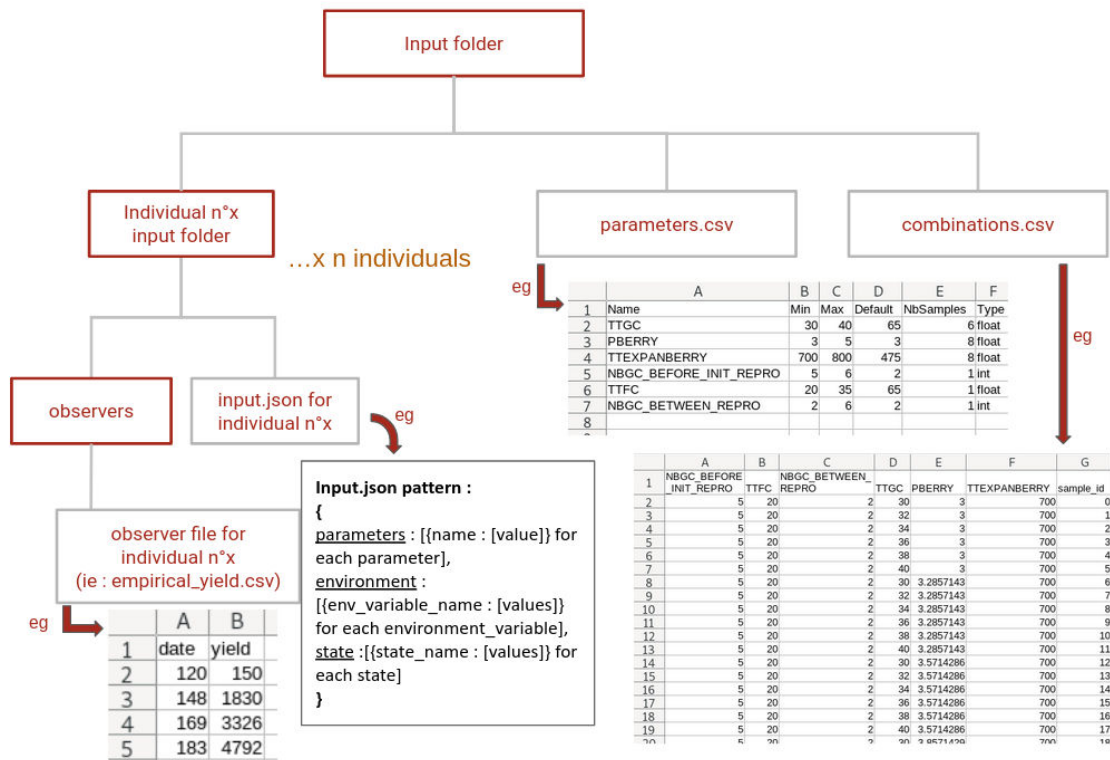 Input folder
Individual n°x
input folder
parameters.csv
combinations.csv
…x n individuals
eg
A B C D E F
1 Name Min Max Default NbSamples Type
2 TTGC 30 40 65 6 float
3 PBERRY 3 5 3 8 float
4 TTEXPANBERRY 700 800 475 8 float
5 NBGC_BEFORE_INIT_REPRO 5 6 2 1 int
6 TTFC 20 35 65 1 float
7 NBGC_BETWEEN_REPRO 2 6 2 1 int
8
eg
observers
input.json for
individual n°x
eg
Input.json pattern :
{
parameters : [{name : [value]} for
each parameter],
environment :
[{env_variable_name : [values]}
for each environment_variable],
state :[{state_name : [values]} for
each state]
}
observer file for
individual n°x
(ie : empirical_yield.csv)
eg
A B
1 date yield
2 120 150
3 148 1830
4 169 3326
5 183 4792
A B C D E F G
NBGC_BEFORE NBGC_BETWEEN_
1 _INIT_REPRO TTFC REPRO TTGC PBERRY TTEXPANBERRY sample_id
2 5 20 2 30 3 700 0
3 5 20 2 32 3 700 1
4 5 20 2 34 3 700 2
5 5 20 2 36 3 700 3
6 5 20 2 38 3 700 4
7 5 20 2 40 3 700 5
8 5 20 2 30 3.2857143 700 6
9 5 20 2 32 3.2857143 700 7
10 5 20 2 34 3.2857143 700 8
11 5 20 2 36 3.2857143 700 9
12 5 20 2 38 3.2857143 700 10
13 5 20 2 40 3.2857143 700 11
14 5 20 2 30 3.5714286 700 12
15 5 20 2 32 3.5714286 700 13
16 5 20 2 34 3.5714286 700 14
17 5 20 2 36 3.5714286 700 15
18 5 20 2 38 3.5714286 700 16
19 5 20 2 40 3.5714286 700 17
20 5 20 2 30 3.8571429 700 18